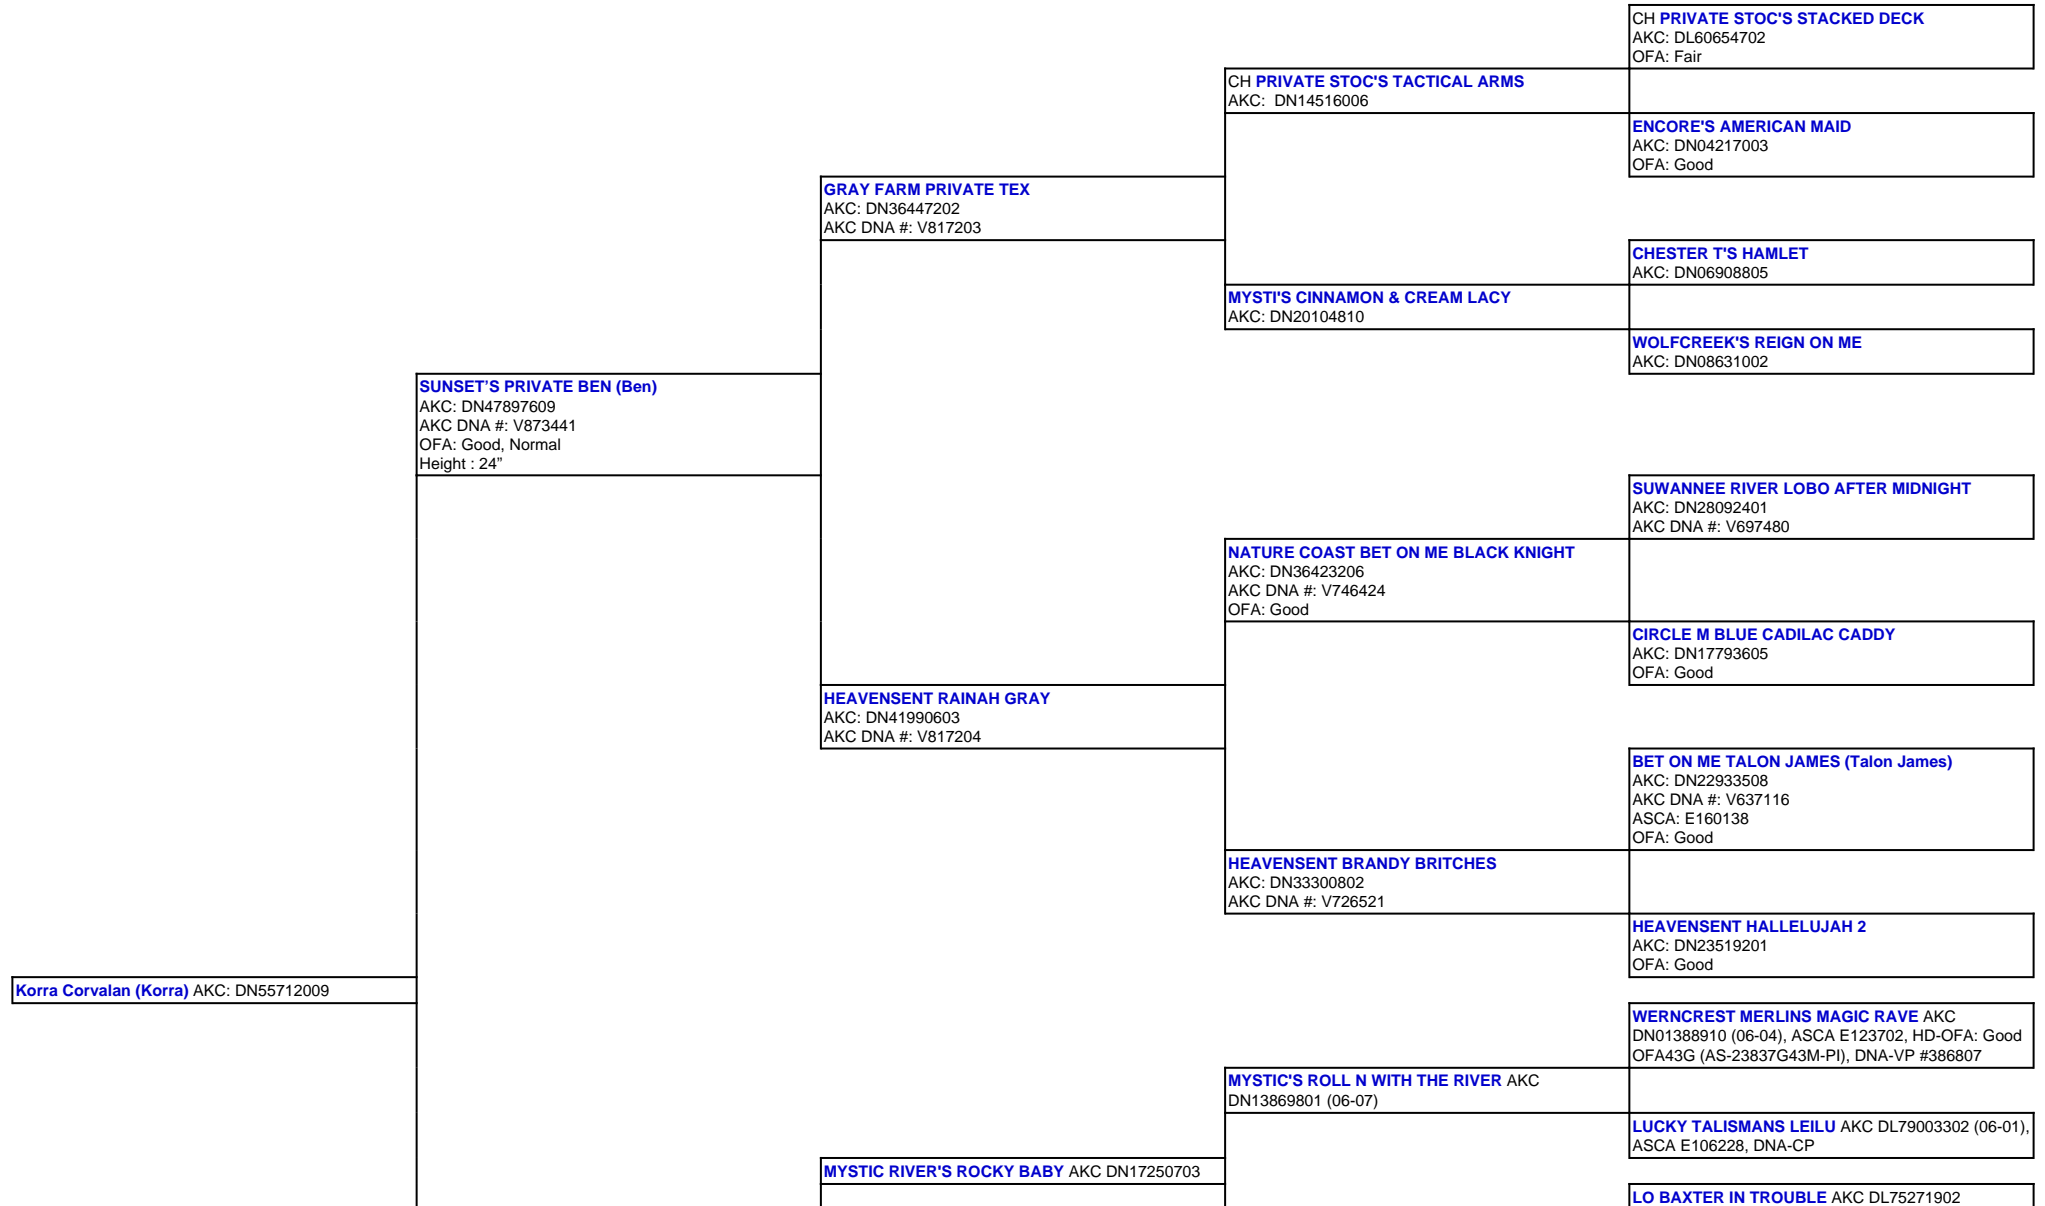 CH PRIVATE STOC'S STACKED DECK
AKC: DL60654702
OFA: Fair
CH PRIVATE STOC'S TACTICAL ARMS
AKC:  DN14516006
ENCORE'S AMERICAN MAID
AKC: DN04217003
OFA: Good
GRAY FARM PRIVATE TEX
AKC: DN36447202
AKC DNA #: V817203
CHESTER T'S HAMLET
AKC: DN06908805
MYSTI'S CINNAMON & CREAM LACY
AKC: DN20104810
WOLFCREEK'S REIGN ON ME
AKC: DN08631002
SUNSET’S PRIVATE BEN (Ben)
AKC: DN47897609
AKC DNA #: V873441
OFA: Good, Normal
Height : 24”
SUWANNEE RIVER LOBO AFTER MIDNIGHT
AKC: DN28092401
AKC DNA #: V697480
NATURE COAST BET ON ME BLACK KNIGHT
AKC: DN36423206
AKC DNA #: V746424
OFA: Good
CIRCLE M BLUE CADILAC CADDY
AKC: DN17793605
OFA: Good
HEAVENSENT RAINAH GRAY
AKC: DN41990603
AKC DNA #: V817204
BET ON ME TALON JAMES (Talon James)
AKC: DN22933508
AKC DNA #: V637116
ASCA: E160138
OFA: Good
HEAVENSENT BRANDY BRITCHES
AKC: DN33300802
AKC DNA #: V726521
HEAVENSENT HALLELUJAH 2
AKC: DN23519201
OFA: Good
Korra Corvalan (Korra) AKC: DN55712009
WERNCREST MERLINS MAGIC RAVE AKC
DN01388910 (06-04), ASCA E123702, HD-OFA: Good
OFA43G (AS-23837G43M-PI), DNA-VP #386807
MYSTIC'S ROLL N WITH THE RIVER AKC
DN13869801 (06-07)
LUCKY TALISMANS LEILU AKC DL79003302 (06-01),
ASCA E106228, DNA-CP
MYSTIC RIVER'S ROCKY BABY AKC DN17250703
LO BAXTER IN TROUBLE AKC DL75271902